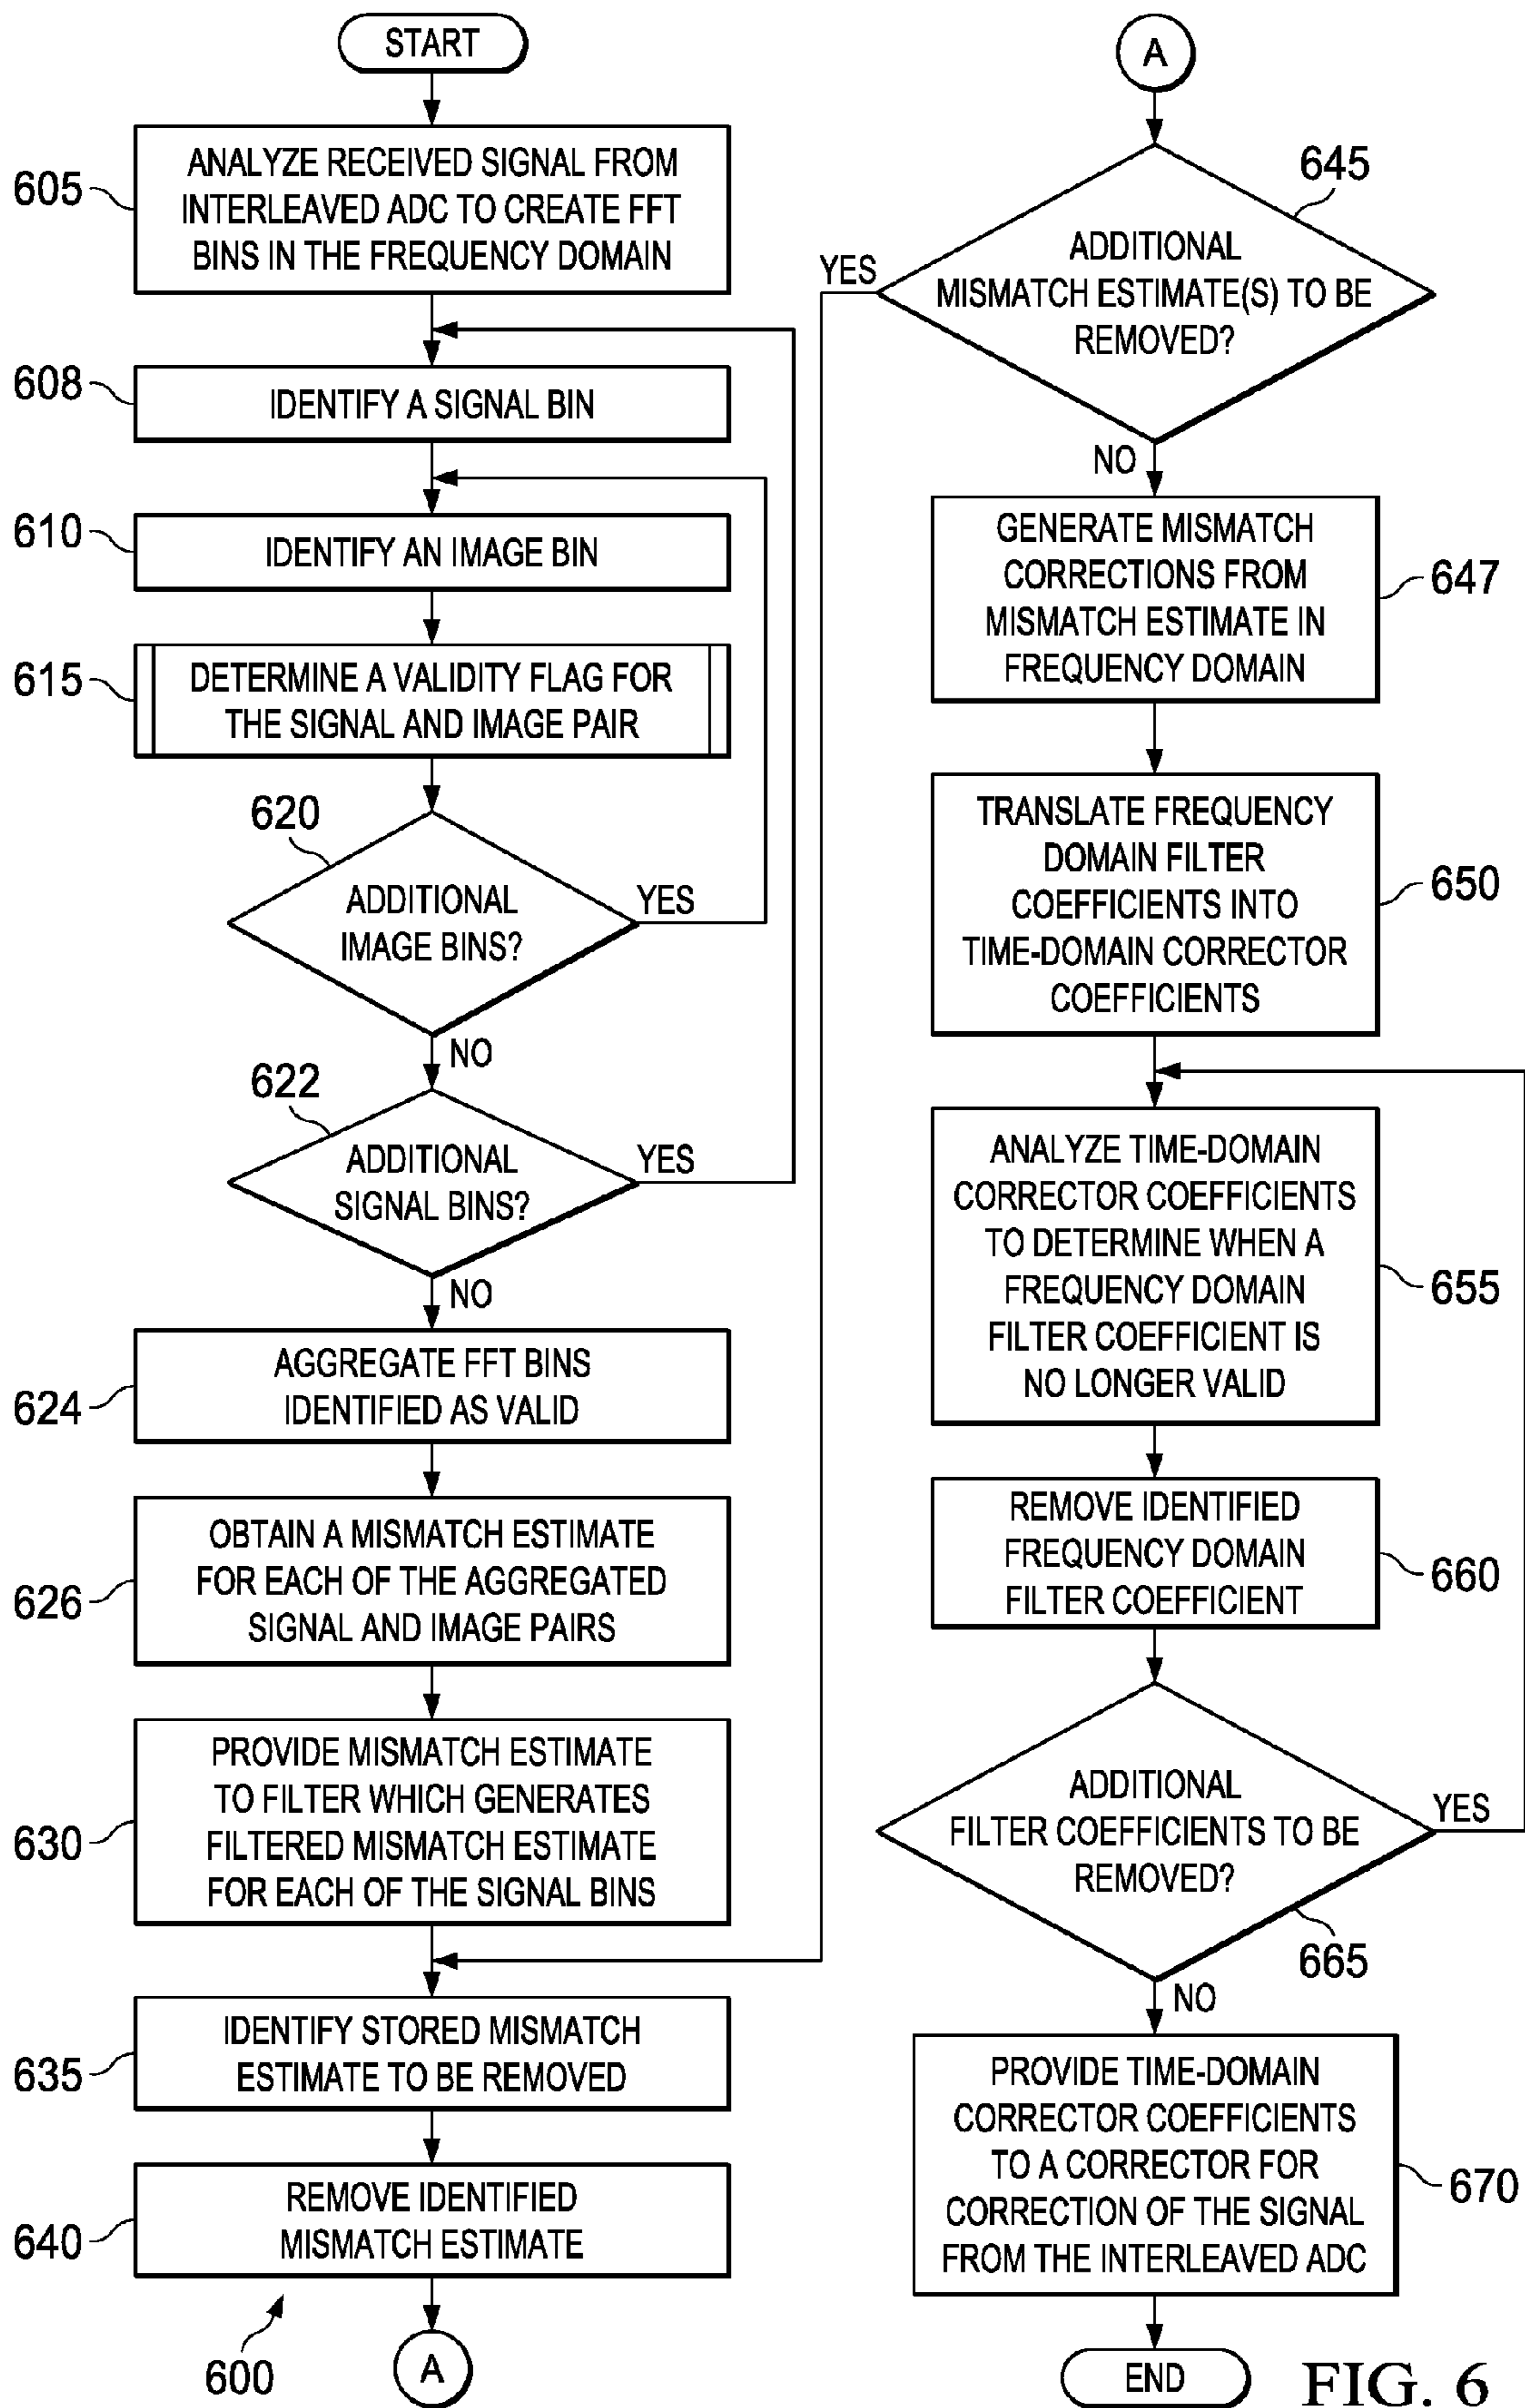 START
605
ANALYZE RECEIVED SIGNAL FROM
INTERLEAVED ADC TO CREATE FFT
BINS IN THE FREQUENCY DOMAIN
608
IDENTIFY A SIGNAL BIN
610
IDENTIFY AN IMAGE BIN
615
DETERMINE A VALIDITY FLAG FOR
THE SIGNAL AND IMAGE PAIR
620
ADDITIONAL
IMAGE BINS?
YES
NO
622
ADDITIONAL
SIGNAL BINS?
YES
NO
624
AGGREGATE FFT BINS
IDENTIFIED AS VALID
626
OBTAIN A MISMATCH ESTIMATE
FOR EACH OF THE AGGREGATED
SIGNAL AND IMAGE PAIRS
630
PROVIDE MISMATCH ESTIMATE
TO FILTER WHICH GENERATES
FILTERED MISMATCH ESTIMATE
FOR EACH OF THE SIGNAL BINS
635
IDENTIFY STORED MISMATCH
ESTIMATE TO BE REMOVED
640
REMOVE IDENTIFIED
MISMATCH ESTIMATE
600
A
A
645
ADDITIONAL
MISMATCH ESTIMATE(S) TO BE
REMOVED?
YES
NO
GENERATE MISMATCH
CORRECTIONS FROM
MISMATCH ESTIMATE IN
FREQUENCY DOMAIN
647
TRANSLATE FREQUENCY
DOMAIN FILTER
COEFFICIENTS INTO
TIME-DOMAIN CORRECTOR
COEFFICIENTS
650
ANALYZE TIME-DOMAIN
CORRECTOR COEFFICIENTS
TO DETERMINE WHEN A
FREQUENCY DOMAIN
FILTER COEFFICIENT IS
NO LONGER VALID
655
REMOVE IDENTIFIED
FREQUENCY DOMAIN
FILTER COEFFICIENT
660
ADDITIONAL
FILTER COEFFICIENTS TO BE
REMOVED?
YES
665
NO
PROVIDE TIME-DOMAIN
CORRECTOR COEFFICIENTS
TO A CORRECTOR FOR
CORRECTION OF THE SIGNAL
FROM THE INTERLEAVED ADC
670
END
FIG. 6